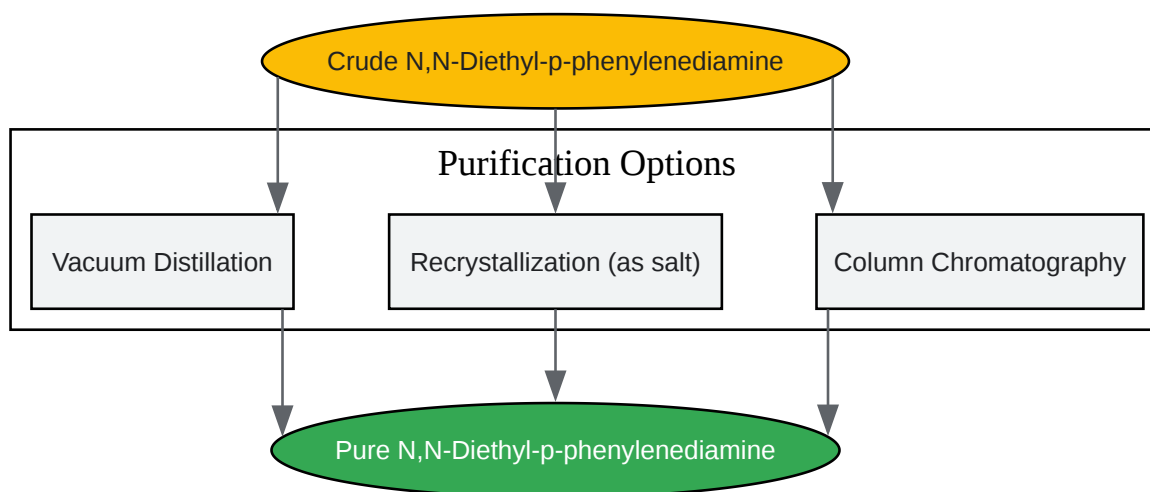 Crude N,N-Diethyl-p-phenylenediamine
Purification Options
Vacuum Distillation
Recrystallization (as salt)
Column Chromatography
Pure N,N-Diethyl-p-phenylenediamine